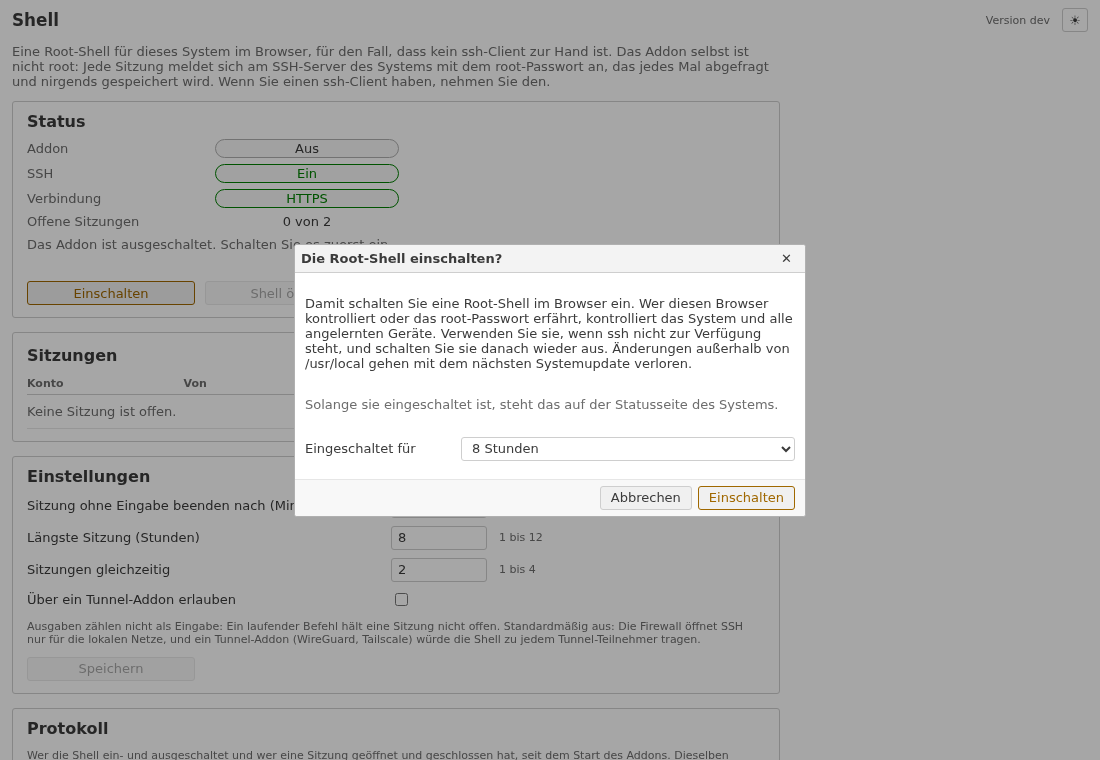 Shell
Version dev
☀
Eine Root-Shell für dieses System im Browser, für den Fall, dass kein ssh-Client zur Hand ist. Das Addon selbst ist
nicht root: Jede Sitzung meldet sich am SSH-Server des Systems mit dem root-Passwort an, das jedes Mal abgefragt
und nirgends gespeichert wird. Wenn Sie einen ssh-Client haben, nehmen Sie den.
Status
Addon Aus
SSH Ein
Verbindung HTTPS
Offene Sitzungen 0 von 2
Das Addon ist ausgeschaltet. Schalten Sie es zuerst ein.
Einschalten Shell
Sitzungen
Konto Von
Keine Sitzung ist offen.
Einstellungen
Sitzung ohne Eingabe beenden nach
Längste Sitzung (Stunden) 8 1 bis 12
Sitzungen gleichzeitig 2 1 bis 4
Über ein Tunnel-Addon erlauben
Ausgaben zählen nicht als Eingabe: Ein laufender Befehl hält eine Sitzung nicht offen. Standardmäßig aus: Die Firewall öffnet SSH
nur für die lokalen Netze, und ein Tunnel-Addon (WireGuard, Tailscale) würde die Shell zu jedem Tunnel-Teilnehmer tragen.
Speichern
Protokoll
Wer die Shell ein- und ausgeschaltet und wer eine Sitzung geöffnet und geschlossen hat, seit dem Start des Addons. Dieselben
Die Root-Shell einschalten? ✕
Damit schalten Sie eine Root-Shell im Browser ein. Wer diesen Browser
kontrolliert oder das root-Passwort erfährt, kontrolliert das System und alle
angelernten Geräte. Verwenden Sie sie, wenn ssh nicht zur Verfügung
steht, und schalten Sie sie danach wieder aus. Änderungen außerhalb von
/usr/local gehen mit dem nächsten Systemupdate verloren.
Solange sie eingeschaltet ist, steht das auf der Statusseite des Systems.
Eingeschaltet für 8 Stunden
Abbrechen Einschalten